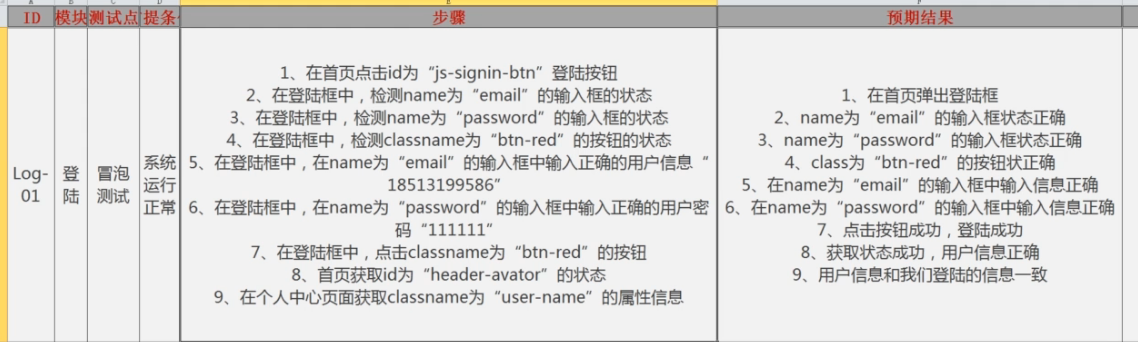 ID 模块 测试点 提条 步骤 预期结果
Log-01
登陆
冒泡测试
系统运行正常
1、在首页点击id为“js-signin-btn”登陆按钮
2、在登陆框中，检测name为“email”的输入框的状态
3、在登陆框中，检测name为“password”的输入框的状态
4、在登陆框中，检测classname为“btn-red”的按钮的状态
5、在登陆框中，在name为“email”的输入框中输入正确的用户信息“
18513199586”
6、在登陆框中，在name为“password”的输入框中输入正确的用户密
码“111111”
7、在登陆框中，点击classname为“btn-red”的按钮
8、首页获取id为“header-avator”的状态
9、在个人中心页面获取classname为“user-name”的属性信息
1、在首页弹出登陆框
2、name为“email”的输入框状态正确
3、name为“password”的输入框状态正确
4、class为“btn-red”的按钮状正确
5、在name为“email”的输入框中输入信息正确
6、在name为“password”的输入框中输入信息正确
7、点击按钮成功，登陆成功
8、获取状态成功，用户信息正确
9、用户信息和我们登陆的信息一致